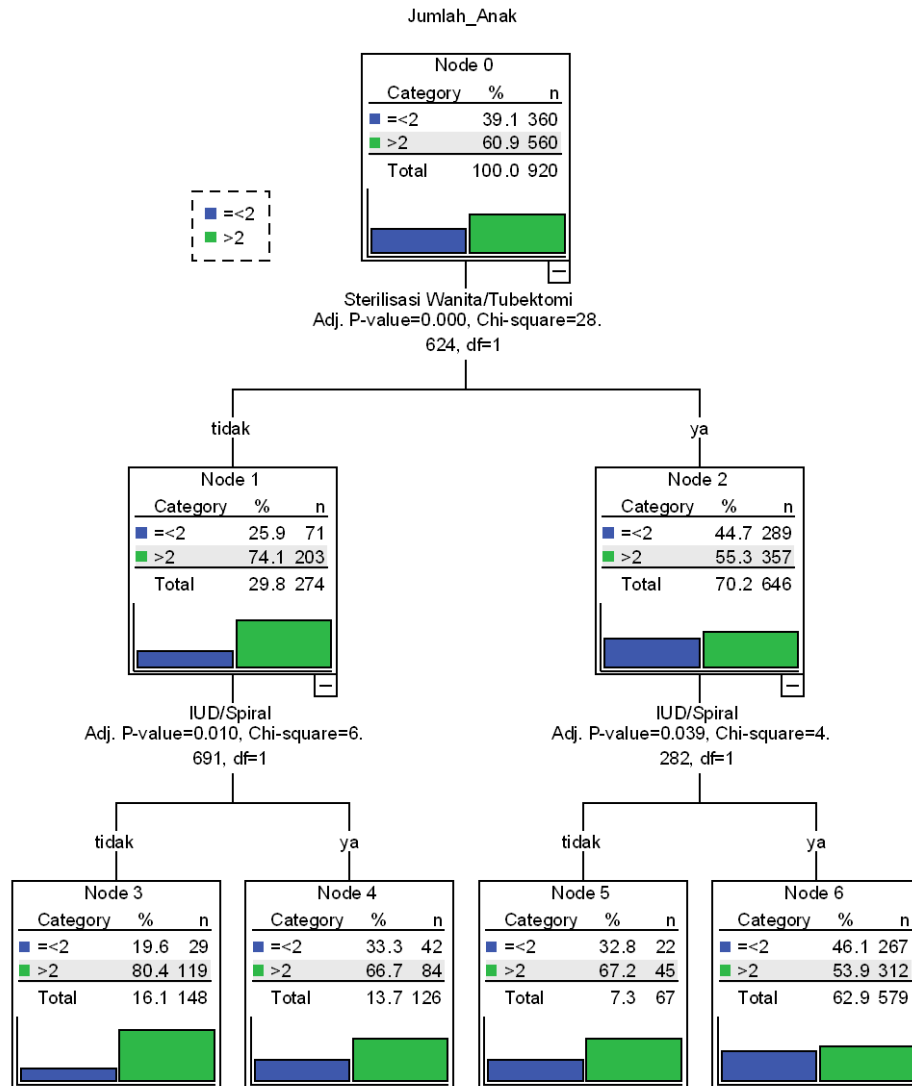 Jumlah_Anak
Node 0
Category % n
=<2 39.1 360
>2 60.9 560
Total 100.0 920
=<2
>2
Sterilisasi Wanita/Tubektomi
Adj. P-value=0.000, Chi-square=28.
624, df=1
tidak
ya
Node 1
Category % n
=<2 25.9 71
>2 74.1 203
Total 29.8 274
Node 2
Category % n
=<2 44.7 289
>2 55.3 357
Total 70.2 646
IUD/Spiral
Adj. P-value=0.010, Chi-square=6.
691, df=1
IUD/Spiral
Adj. P-value=0.039, Chi-square=4.
282, df=1
tidak
ya
tidak
ya
Node 3
Category % n
=<2 19.6 29
>2 80.4 119
Total 16.1 148
Node 4
Category % n
=<2 33.3 42
>2 66.7 84
Total 13.7 126
Node 5
Category % n
=<2 32.8 22
>2 67.2 45
Total 7.3 67
Node 6
Category % n
=<2 46.1 267
>2 53.9 312
Total 62.9 579